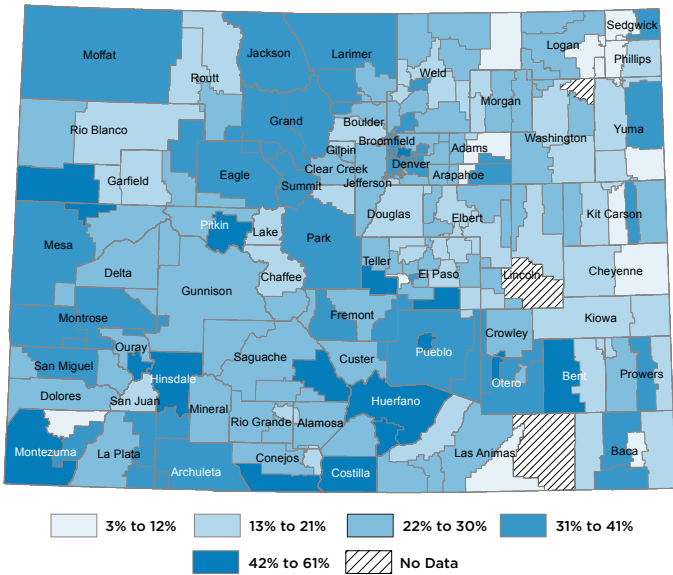 Sedgwick
Moffat
Jackson
Larimer
Logan
Phillips
Routt
Weld
Morgan
Grand
Boulder
Rio Blanco
Broomfield
Yuma
Washington
Gilpin
Adams
Denver
Clear Creek
Eagle
Arapahoe
Garfield
Summit
Jefferson
Douglas
Elbert
Kit Carson
Pitkin
Lake
Park
Mesa
Teller
Delta
Chaffee
El Paso
Lincoln
Cheyenne
Gunnison
Fremont
Montrose
Kiowa
Crowley
Ouray
Saguache
Custer
Pueblo
San Miguel
Hinsdale
Otero
Bent
Prowers
Dolores
San Juan
Huerfano
Mineral
Rio Grande
Alamosa
Montezuma
La Plata
Conejos
Las Animas
Baca
Archuleta
Costilla
3% to 12%
13% to 21%
22% to 30%
31% to 41%
42% to 61%
No Data